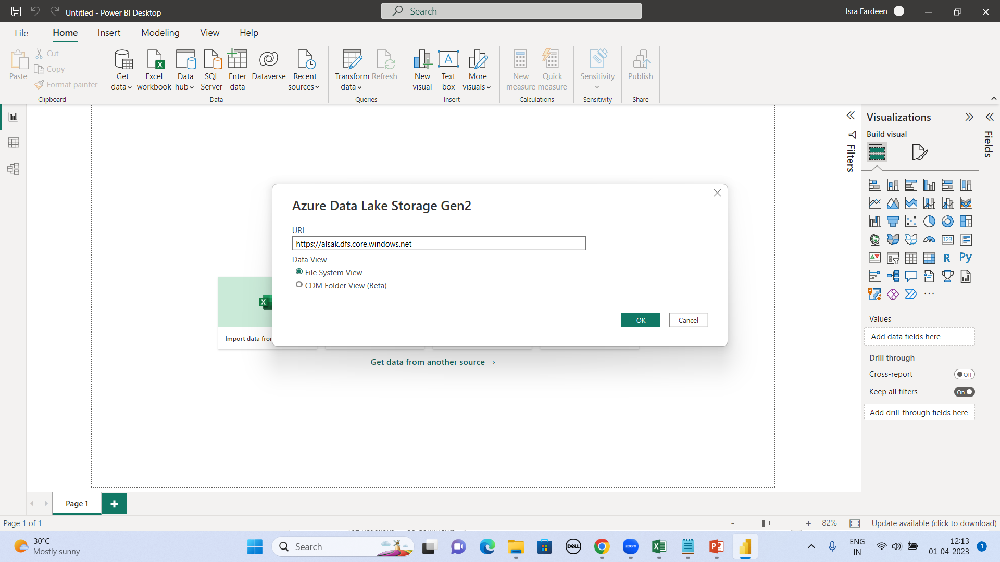 Untitled - Power BI Desktop
Search
Isra Fardeen
File
Home
Insert
Modeling
View
Help
Paste
Cut
Copy
Format painter
Clipboard
Get data
Excel workbook
Data hub
SQL Server
Enter data
Dataverse
Recent sources
Data
Transform data
Refresh
Queries
New visual
A
Text box
More visuals
Insert
New measure
Quick measure
Calculations
Sensitivity
Sensitivity
Publish
Share
Filters
Visualizations
Build visual
Fields
123
R
Py
Values
Add data fields here
Drill through
Cross-report
Off
Keep all filters
On
Add drill-through fields here
Azure Data Lake Storage Gen2
URL
https://alsak.dfs.core.windows.net
Data View
File System View
CDM Folder View (Beta)
OK
Cancel
X
Import data from
Get data from another source →
Page 1
Page 1 of 1
82%
Update available (click to download)
30°C
Mostly sunny
Search
DELL
zoom
ENG
IN
12:13
01-04-2023
1